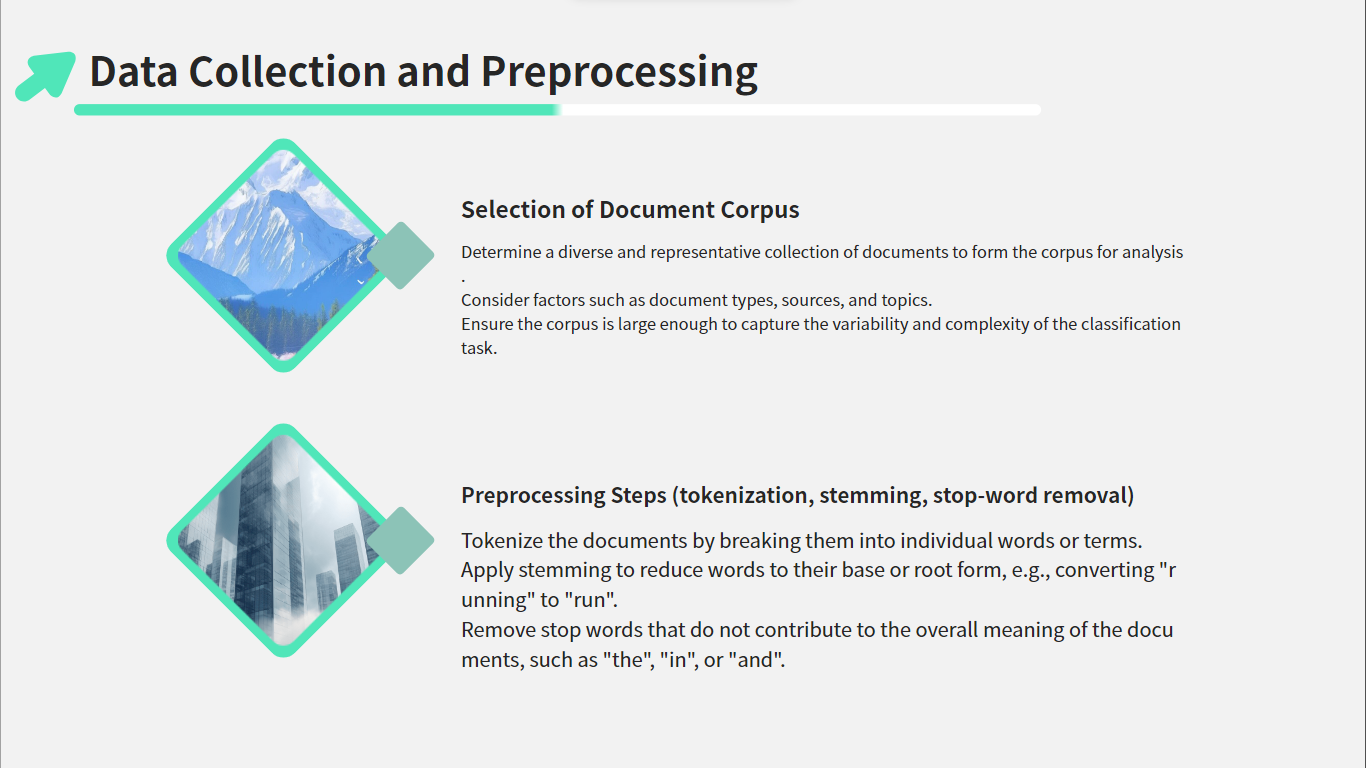 Data Collection and Preprocessing
Selection of Document Corpus
Determine a diverse and representative collection of documents to form the corpus for analysis
.
Consider factors such as document types, sources, and topics.
Ensure the corpus is large enough to capture the variability and complexity of the classification
task.
Preprocessing Steps (tokenization, stemming, stop-word removal)
Tokenize the documents by breaking them into individual words or terms.
Apply stemming to reduce words to their base or root form, e.g., converting "r
unning" to "run".
Remove stop words that do not contribute to the overall meaning of the docu
ments, such as "the", "in", or "and".